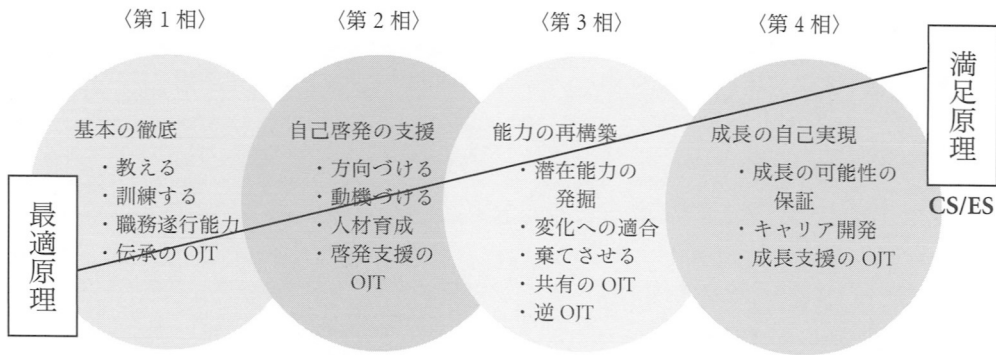 〈第1相〉
〈第2相〉
〈第3相〉
〈第4相〉
最適原理
基本の徹底
・教える
・訓練する
・職務遂行能力
・伝承のOJT
自己啓発の支援
・方向づける
・動機づける
・人材育成
・啓発支援の
OJT
能力の再構築
・潜在能力の
発掘
・変化への適合
・棄てさせる
・共有のOJT
・逆OJT
成長の自己実現
・成長の可能性の
保証
・キャリア開発
・成長支援のOJT
満足原理
CS/ES